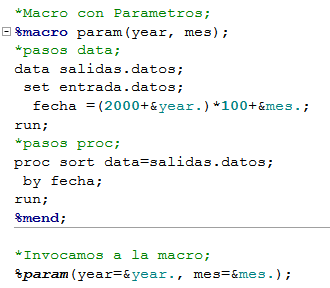 *Macro con Parametros;
%macro param(year, mes);
*pasos data;
data salidas.datos;
set entrada.datos;
fecha =(2000+&year.)*100+&mes.;
run;
*pasos proc;
proc sort data=salidas.datos;
by fecha;
run;
%mend;
*Invocamos a la macro;
%param(year=&year., mes=&mes.);